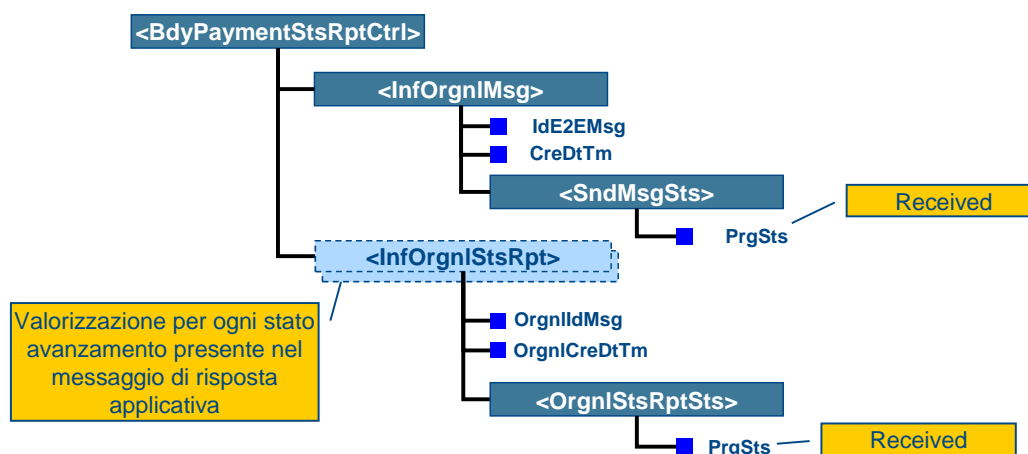 <BdyPaymentStsRptCtrl>
<InfOrgnlMsg>
IdE2EMsg
CreDtTm
<SndMsgSts>
Received
PrgSts
<InfOrgnlStsRpt>
Valorizzazione per ogni stato
avanzamento presente nel
messaggio di risposta
applicativa
OrgnlIdMsg
OrgnlCreDtTm
<OrgnlStsRptSts>
PrgSts
Received